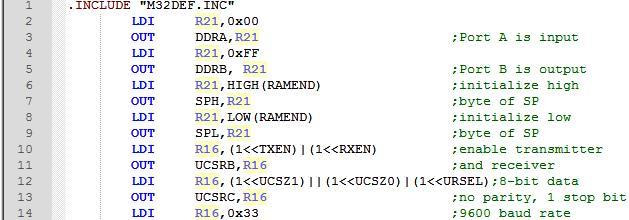 1 .INCLUDE "M32DEF.INC"
2 LDI R21,0x00
3 OUT DDRA,R21 ;Port A is input
4 LDI R21,0xFF
5 OUT DDRB, R21 ;Port B is output
6 LDI R21,HIGH(RAMEND) ;initialize high
7 OUT SPH,R21 ;byte of SP
8 LDI R21,LOW(RAMEND) ;initialize low
9 OUT SPL,R21 ;byte of SP
10 LDI R16,(1<<TXEN)|(1<<RXEN) ;enable transmitter
11 OUT UCSRB,R16 ;and receiver
12 LDI R16,(1<<UCSZ1)||(1<<UCSZ0)|(1<<URSEL);8-bit data
13 OUT UCSRC,R16 ;no parity, 1 stop bit
14 LDI R16,0x33 ;9600 baud rate